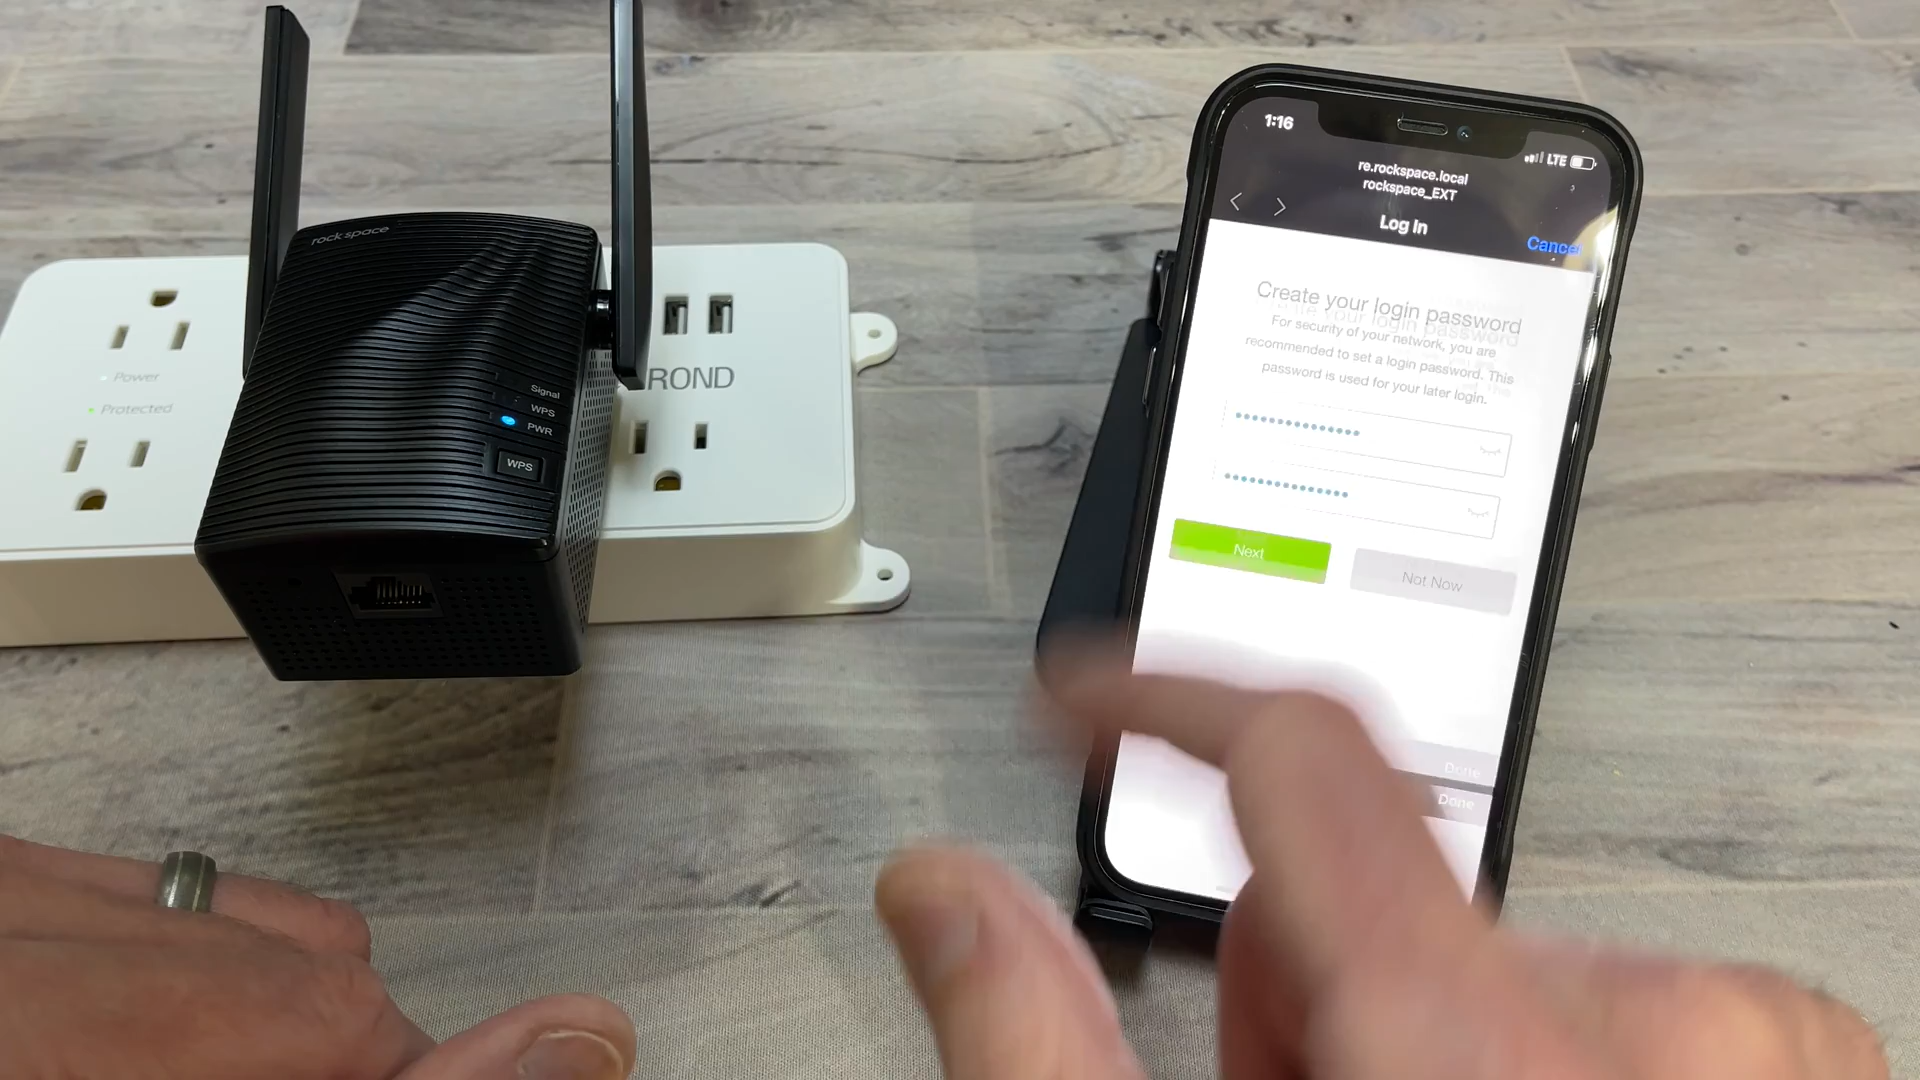 rock space
Power
Protected
Signal
WPS
PWR
WPS
ROND
1:16
LTE
re.rockspace.local
rockspace_EXT
Log In
Cancel
Create your login password
For security of your network, you are
recommended to set a login password. This
password is used for your later login.
Next
Not Now
Done
Done